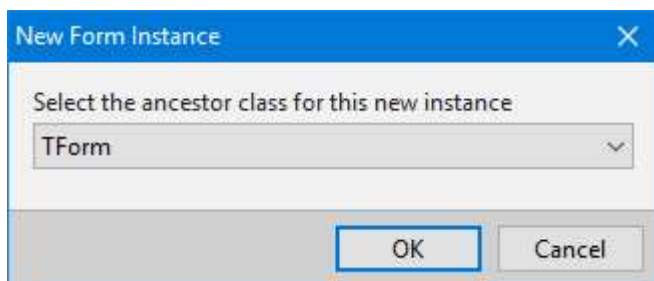 New Form Instance
Select the ancestor class for this new instance
TForm
OK Cancel